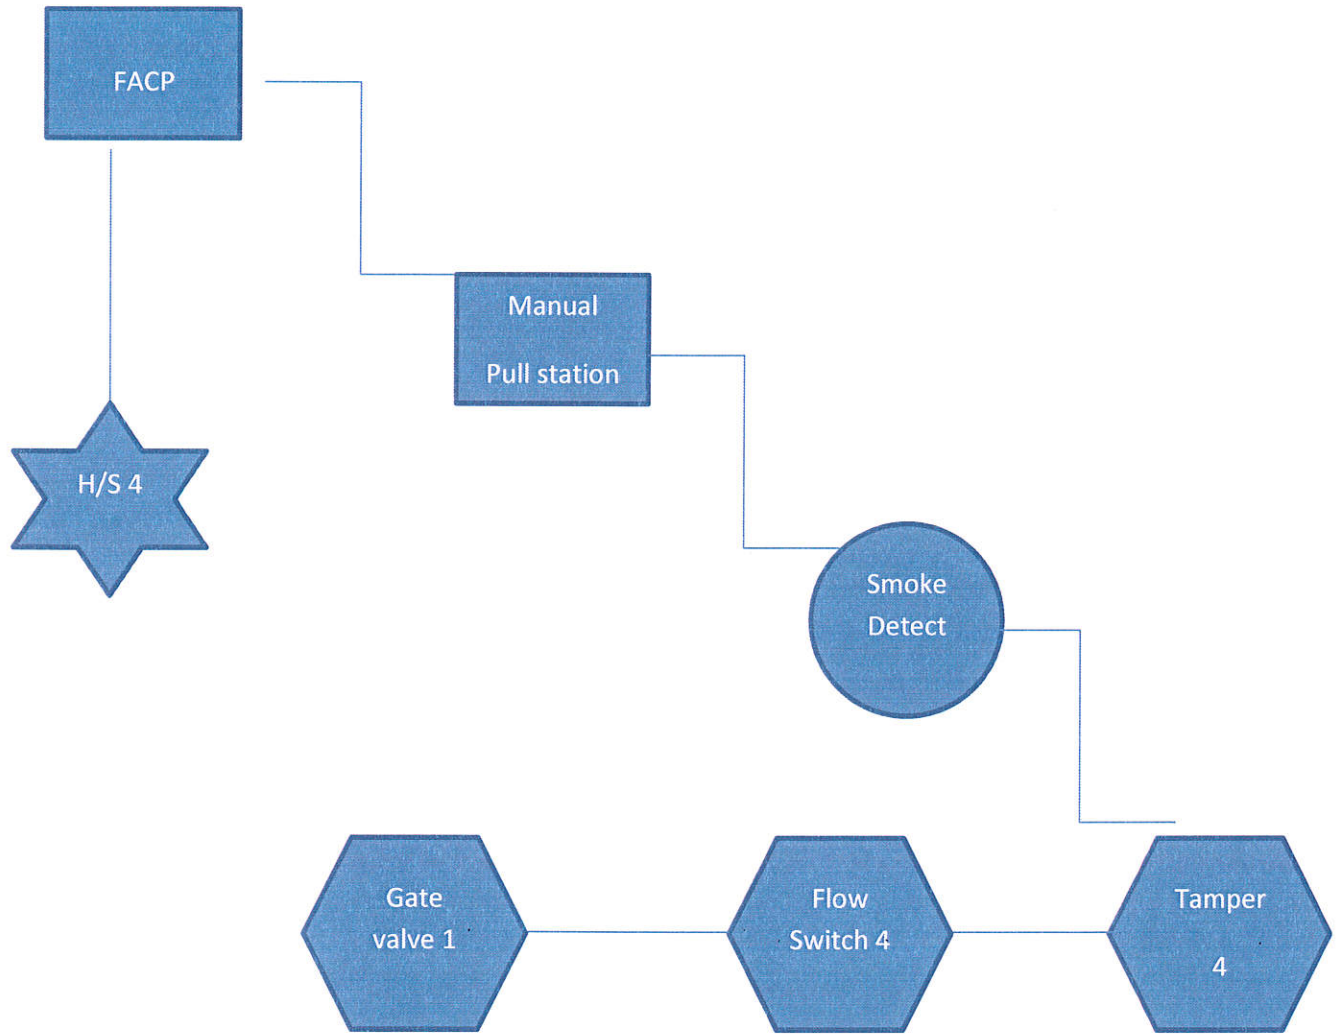 FACP
Manual
Pull station
H/S 4
Smoke
Detect
Gate
valve 1
Flow
Switch 4
Tamper
4